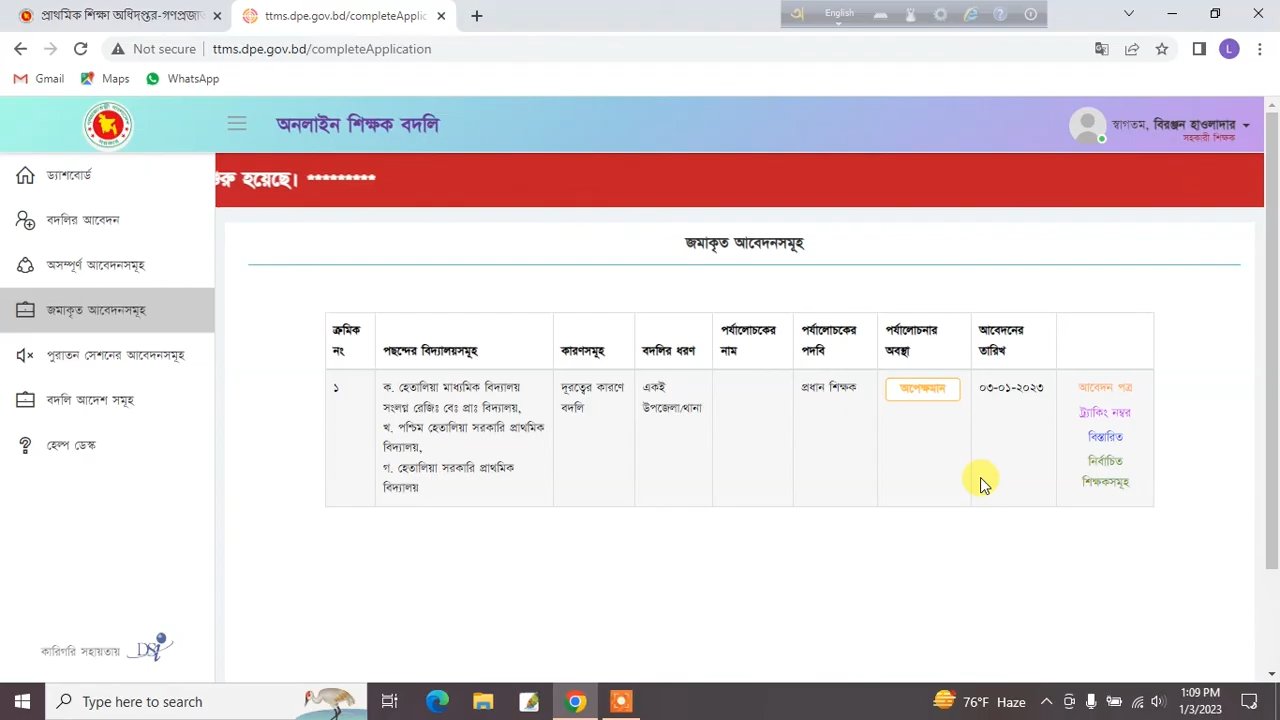 প্রাথমিক শিক্ষা অধিদপ্তর-গণপ্রজাত
ttms.dpe.gov.bd/completeApplic
English
Not secure
ttms.dpe.gov.bd/completeApplication
L
Gmail
Maps
WhatsApp
অনলাইন শিক্ষক বদলি
স্বাগতম, বিরঞ্জন হাওলাদার
সহকারী শিক্ষক
হয়েছে। *********
ড্যাশবোর্ড
বদলির আবেদন
অসম্পূর্ণ আবেদনসমূহ
জমাকৃত আবেদনসমূহ
পুরাতন সেশনের আবেদনসমূহ
বদলি আদেশ সমূহ
হেল্প ডেস্ক
কারিগরি সহায়তায়
DSi
জমাকৃত আবেদনসমূহ
ক্রমিক নং
পছন্দের বিদ্যালয়সমূহ
কারণসমূহ
বদলির ধরণ
পর্যালোচকের নাম
পর্যালোচকের পদবি
পর্যালোচনার অবস্থা
আবেদনের তারিখ
১
ক. হেতালিয়া মাধ্যমিক বিদ্যালয়
সংলগ্ন রেজিঃ বেঃ প্রাঃ বিদ্যালয়,
খ. পশ্চিম হেতালিয়া সরকারি প্রাথমিক
বিদ্যালয়,
গ. হেতালিয়া সরকারি প্রাথমিক
বিদ্যালয়
দূরত্বের কারণে
বদলি
একই
উপজেলা/থানা
প্রধান শিক্ষক
অপেক্ষমান
০৩-০১-২০২৩
আবেদন পত্র
ট্র্যাকিং নম্বর
বিস্তারিত
নির্বাচিত
শিক্ষকসমূহ
Type here to search
76°F Haze
1:09 PM
1/3/2023